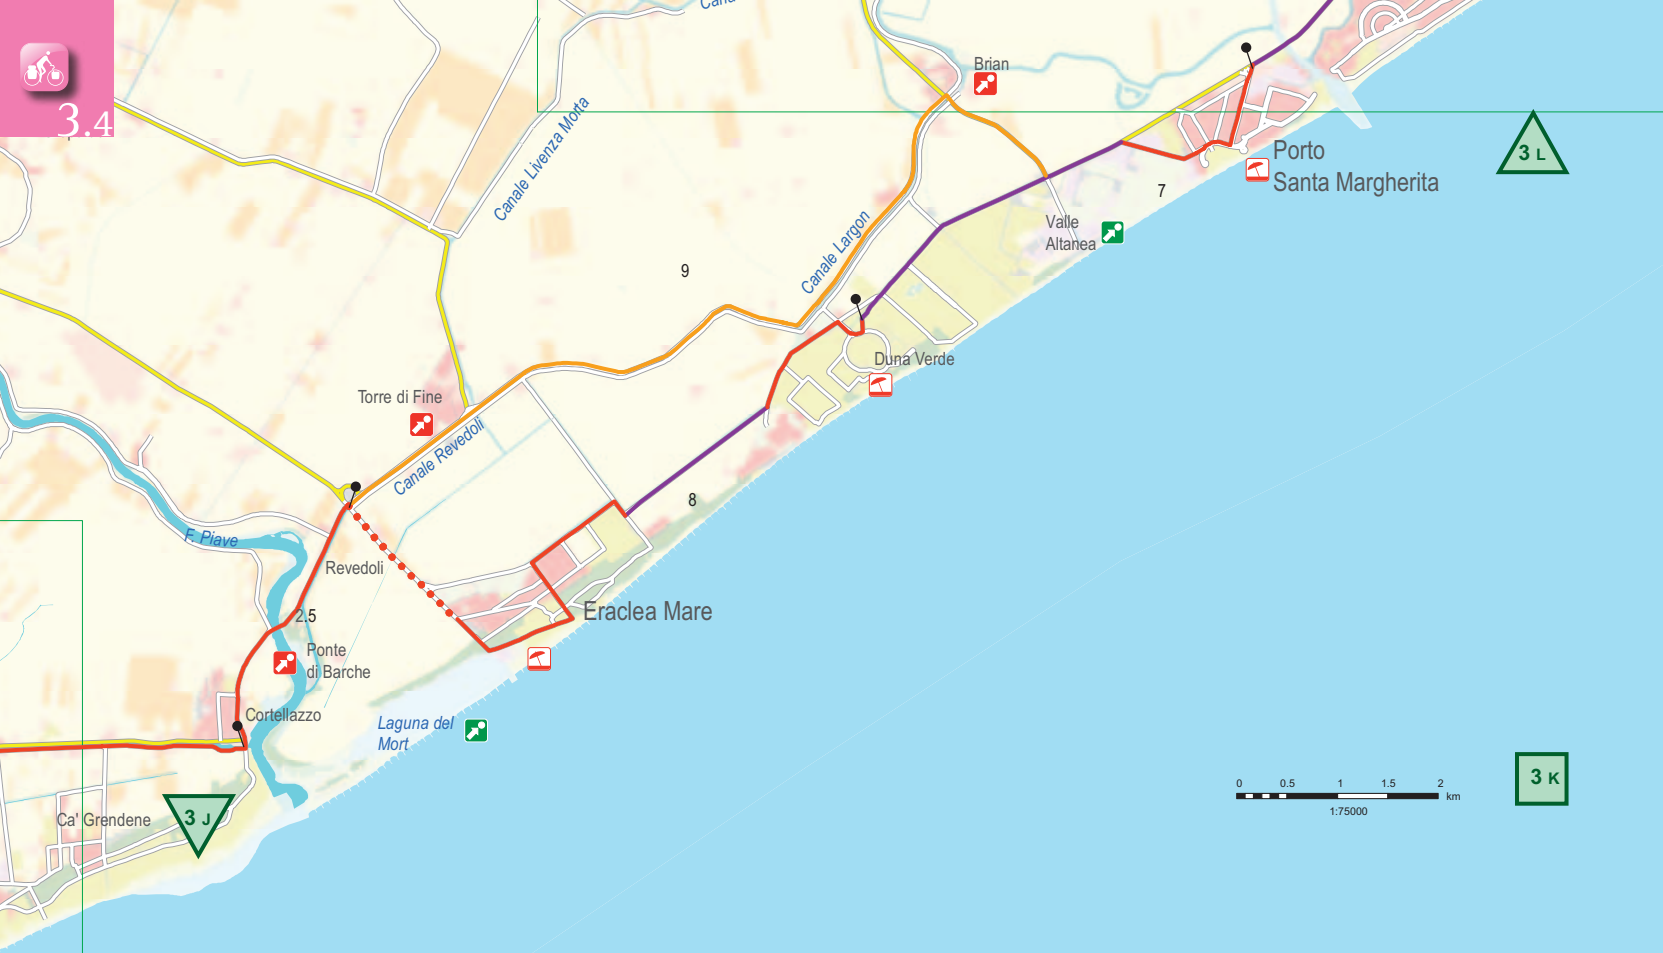 3.4
Cana
Brian
Canale Livenza Morta
Porto
Santa Margherita
3 L
7
Valle
Altanea
Canale Largon
9
Duna Verde
Torre di Fine
Canale Revedoli
8
F. Piave
Revedoli
Eraclea Mare
2.5
Ponte
di Barche
Cortellazzo
Laguna del
Mort
3 K
0 0.5 1 1.5 2
km
1:75000
Ca' Grendene
3 J